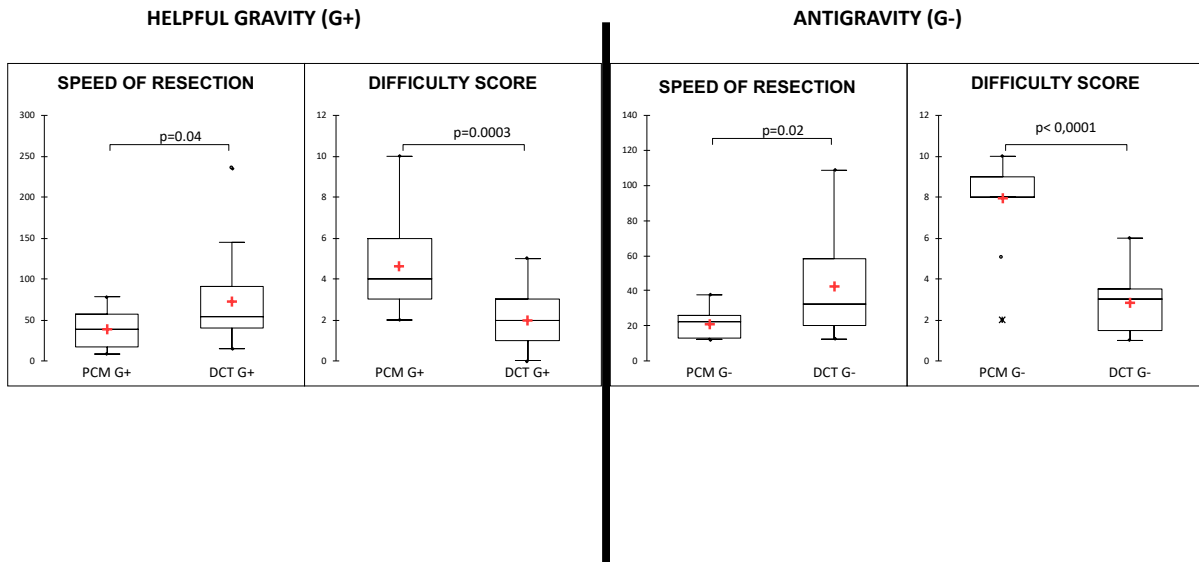 HELPFUL GRAVITY (G+)
ANTIGRAVITY (G-)
SPEED OF RESECTION
300
250
200
150
100
50
0
p=0.04
PCM G+
DCT G+
DIFFICULTY SCORE
12
10
8
6
4
2
0
p=0.0003
PCM G+
DCT G+
SPEED OF RESECTION
140
120
100
80
60
40
20
0
p=0.02
PCM G-
DCT G-
DIFFICULTY SCORE
12
10
8
6
4
2
0
p< 0,0001
PCM G-
DCT G-